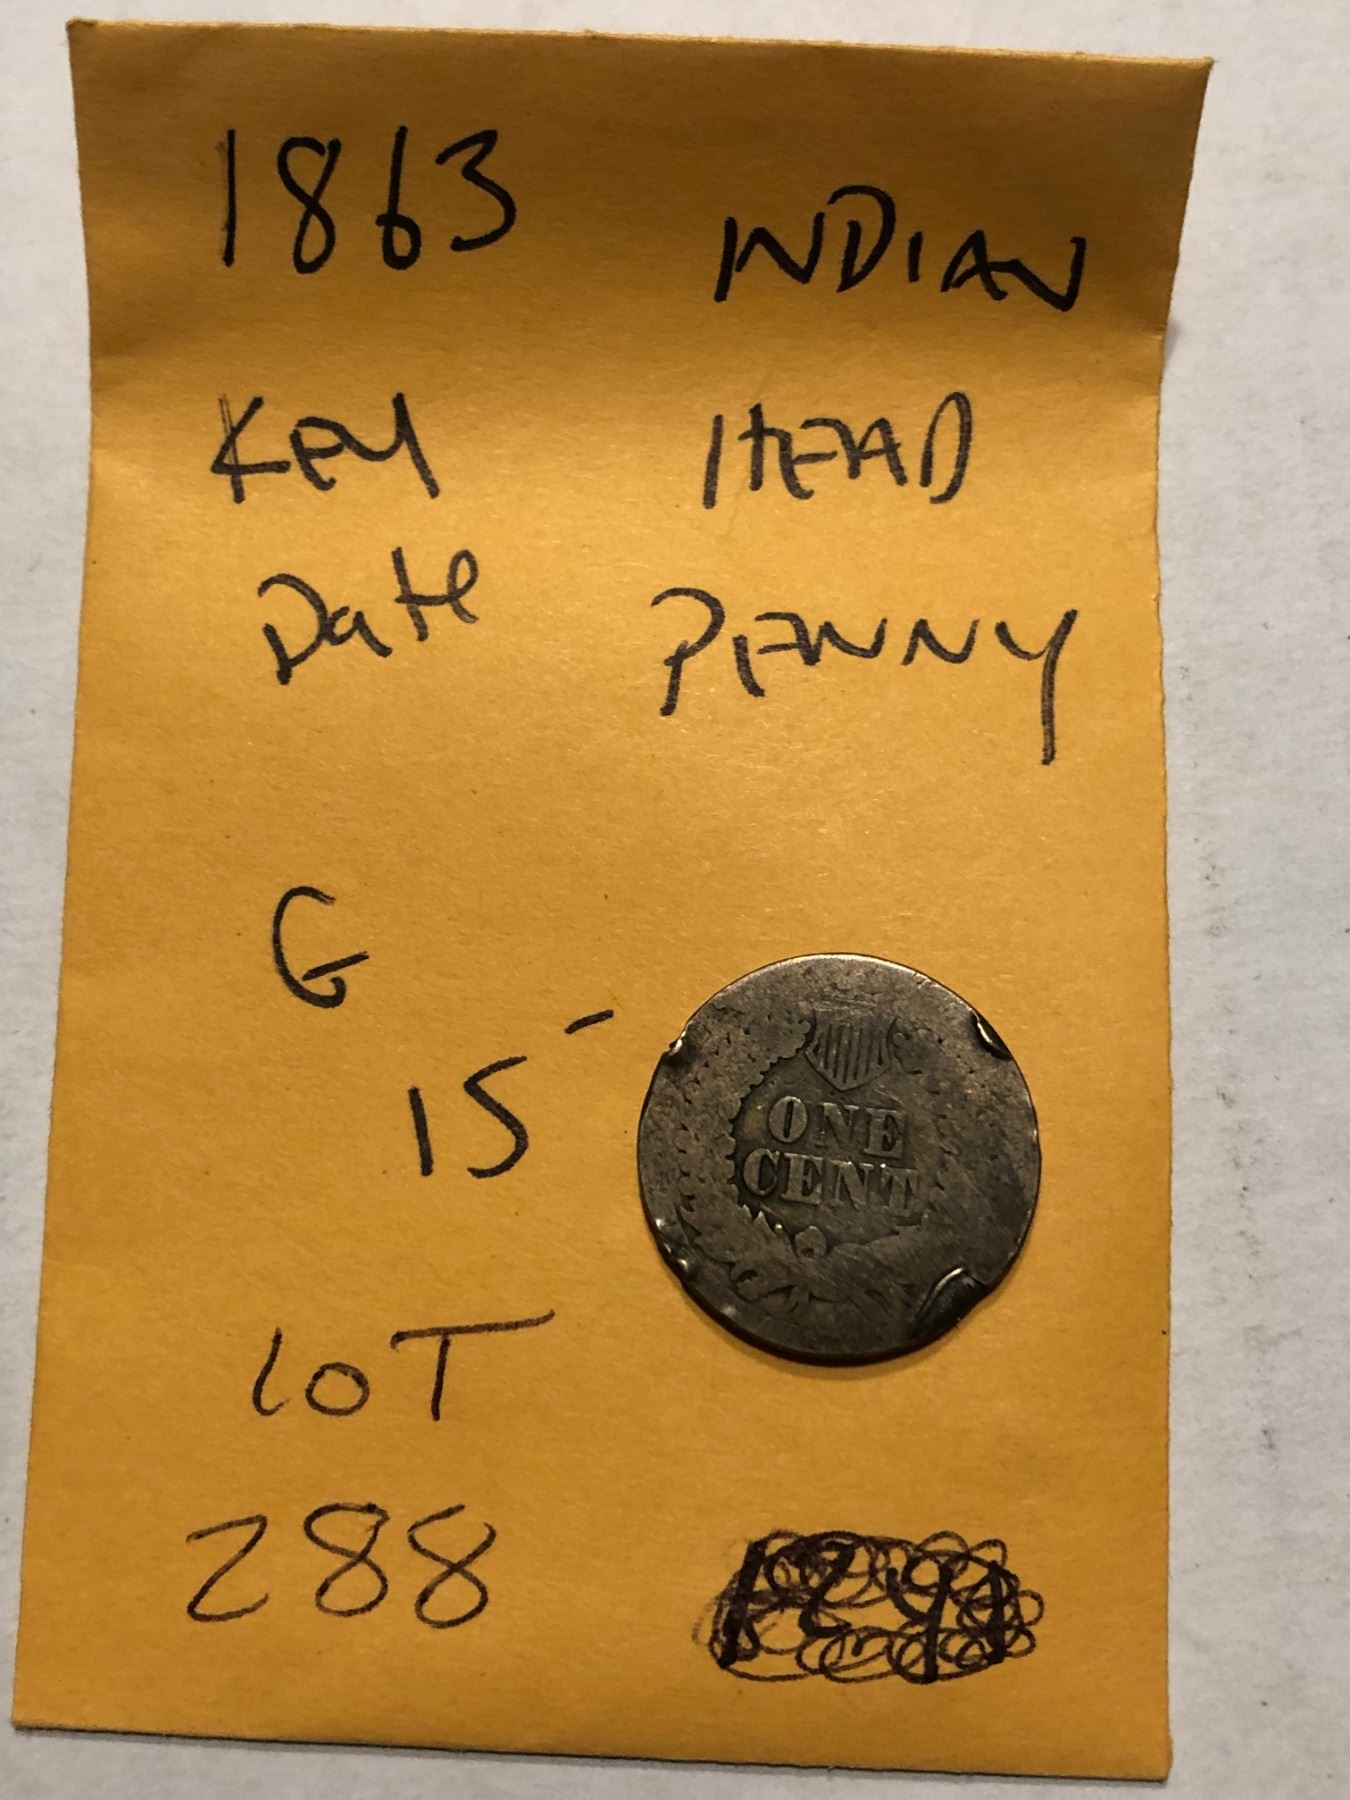 1863 INDIAN
Key HEAD
Date PENNY
G
15-
LOT
288
ONE
CENT